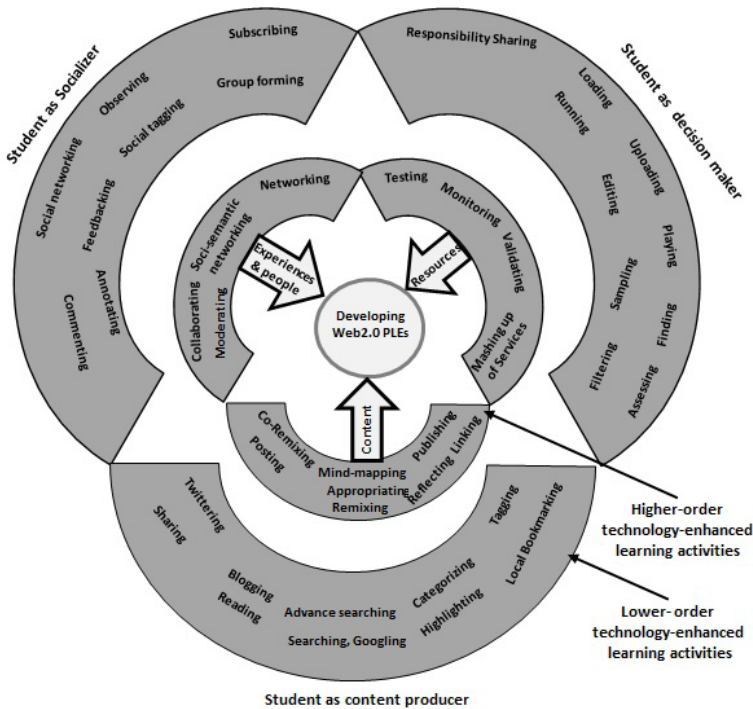 Student as Socializer
Subscribing
Observing
Group forming
Social tagging
Social networking
Feedbacking
Annotating
Commenting
Student as decision maker
Responsibility Sharing
Loading
Running
Uploading
Editing
Playing
Sampling
Finding
Filtering
Assessing
Networking
Soci-semantic
networking
Collaborating
Moderating
Testing
Monitoring
Validating
Mashing up
of Services
Experiences
& people
Resources
Developing
Web2.0 PLEs
Content
Co-Remixing
Posting
Mind-mapping
Appropriating
Remixing
Publishing
Linking
Reflecting
Twittering
Sharing
Blogging
Reading
Advance searching
Searching, Googling
Categorizing
Highlighting
Tagging
Local Bookmarking
Higher-order
technology-enhanced
learning activities
Lower- order
technology-enhanced
learning activities
Student as content producer